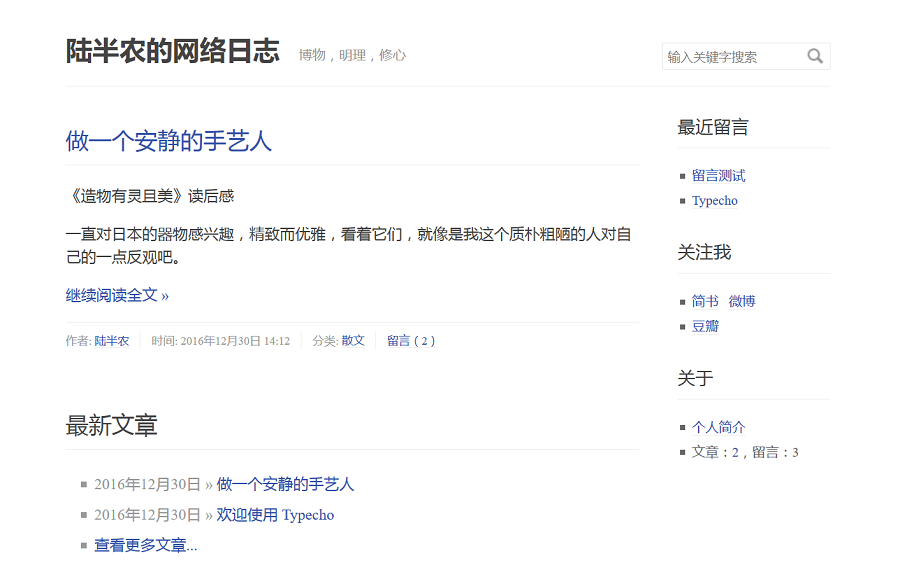 陆半农的网络日志
博物，明理，修心
输入关键字搜索
做一个安静的手艺人
《造物有灵且美》读后感
一直对日本的器物感兴趣，精致而优雅，看着它们，就像是我这个质朴粗陋的人对自
己的一点反观吧。
继续阅读全文 »
作者: 陆半农 时间: 2016年12月30日 14:12 分类: 散文 留言 ( 2 )
最新文章
2016年12月30日 » 做一个安静的手艺人
2016年12月30日 » 欢迎使用 Typecho
查看更多文章...
最近留言
留言测试
Typecho
关注我
简书 微博
豆瓣
关于
个人简介
文章：2，留言：3